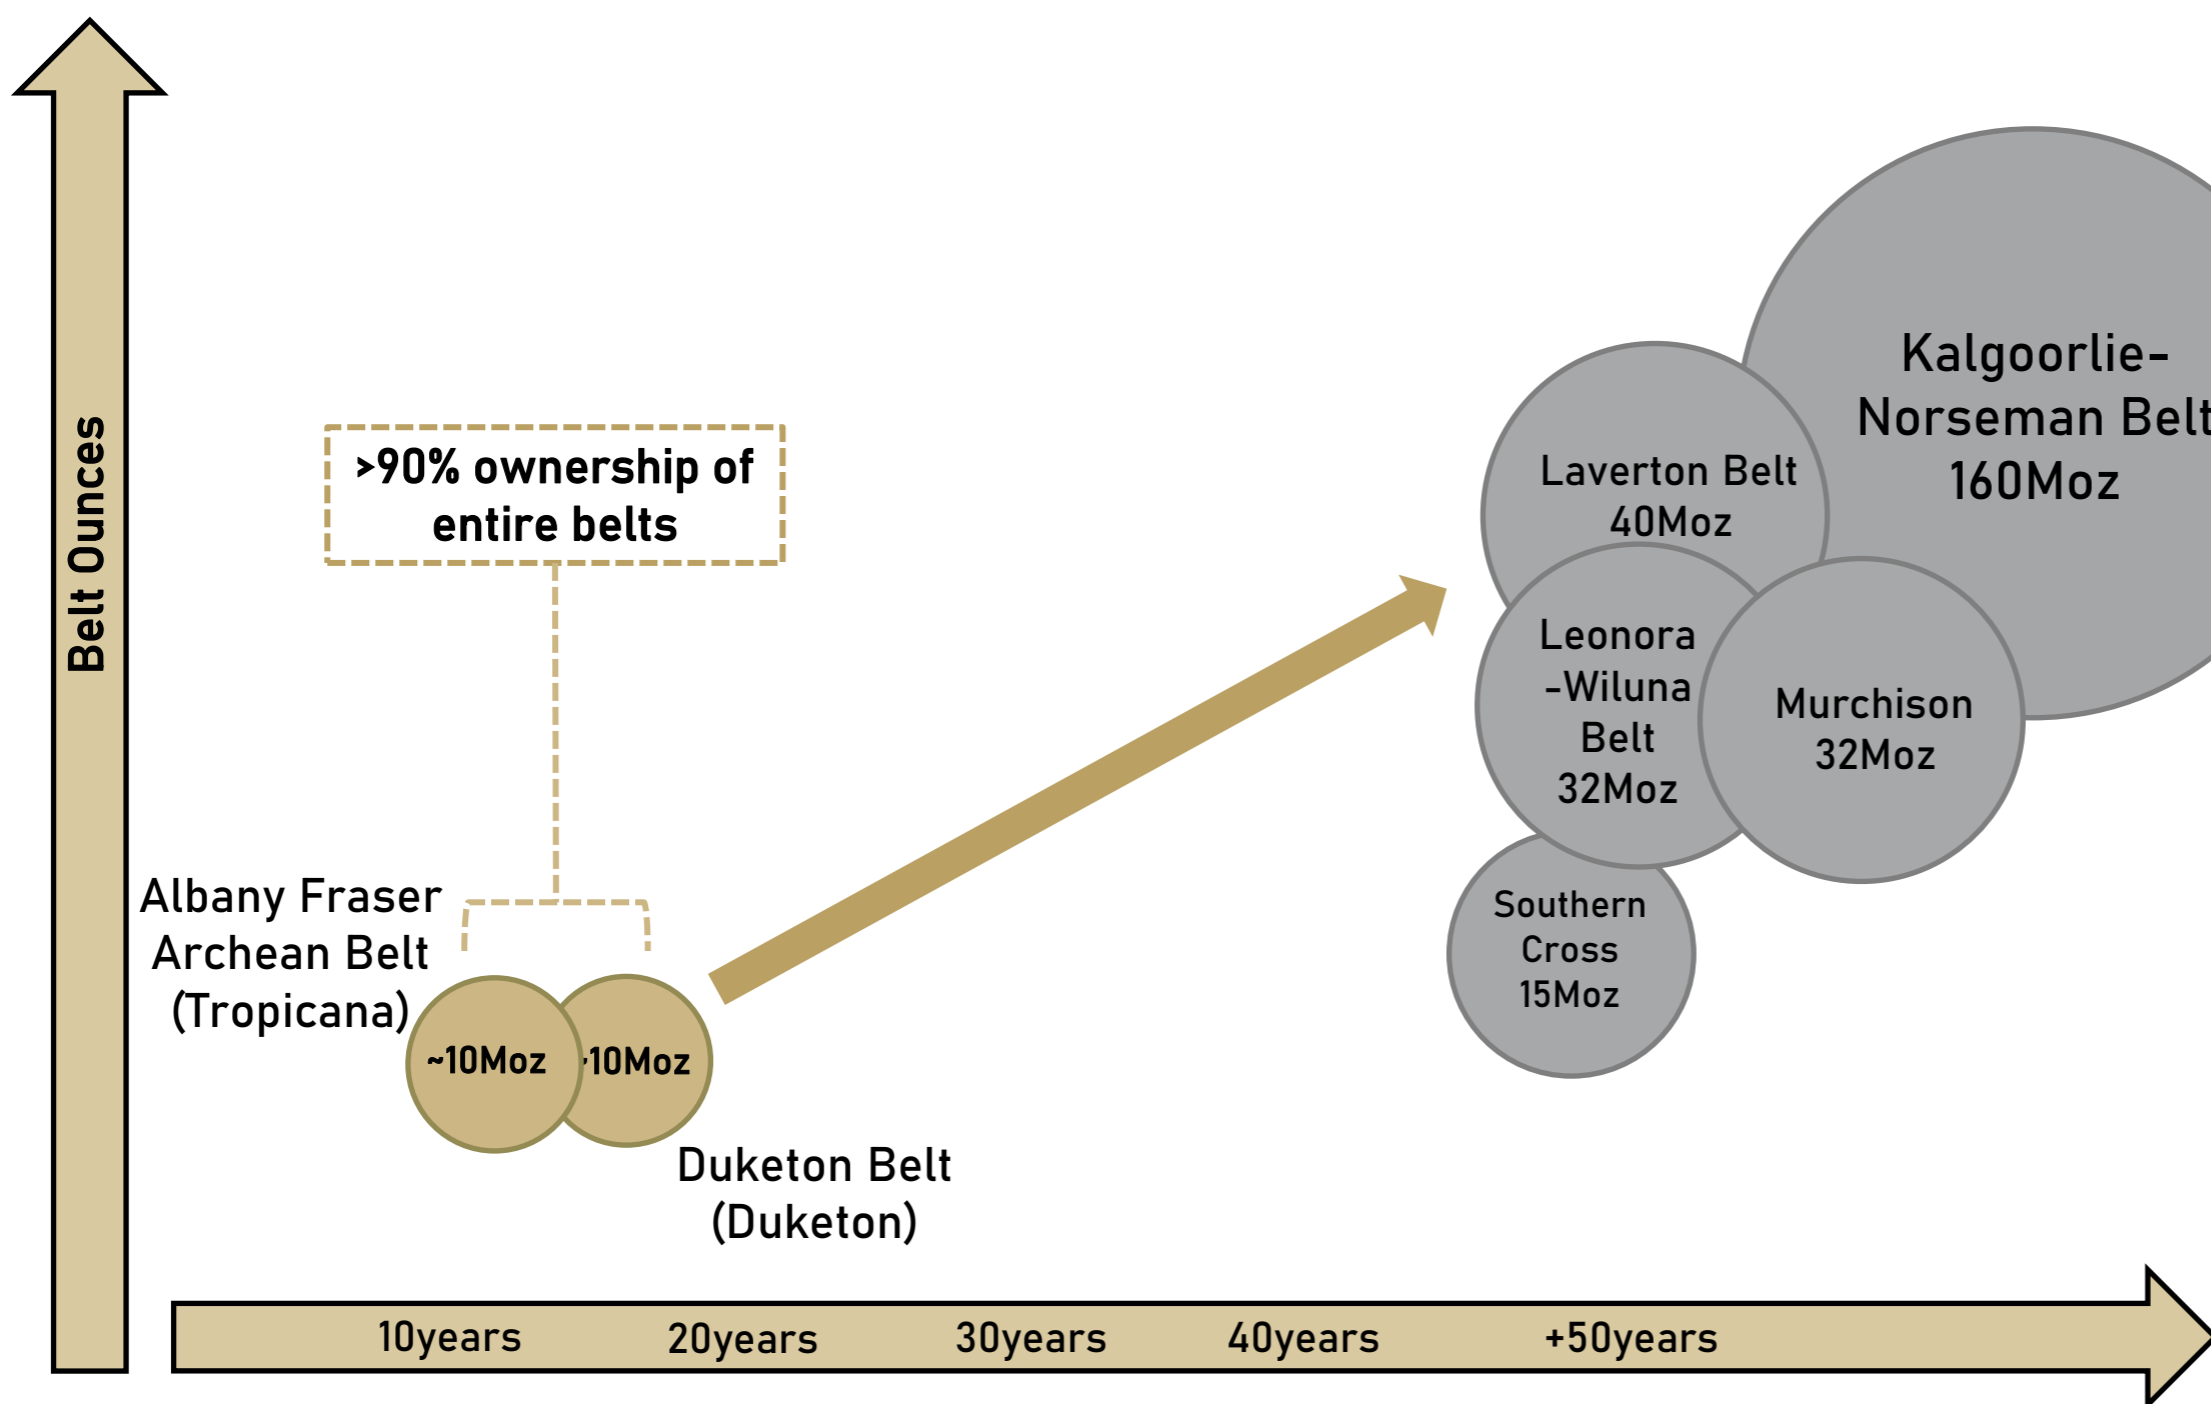 Belt Ounces
>90% ownership of
entire belts
Albany Fraser
Archean Belt
(Tropicana)
~10Moz
~10Moz
Duketon Belt
(Duketon)
Kalgoorlie-
Norseman Belt
160Moz
Laverton Belt
40Moz
Leonora
-Wiluna
Belt
32Moz
Murchison
32Moz
Southern
Cross
15Moz
10years
20years
30years
40years
+50years